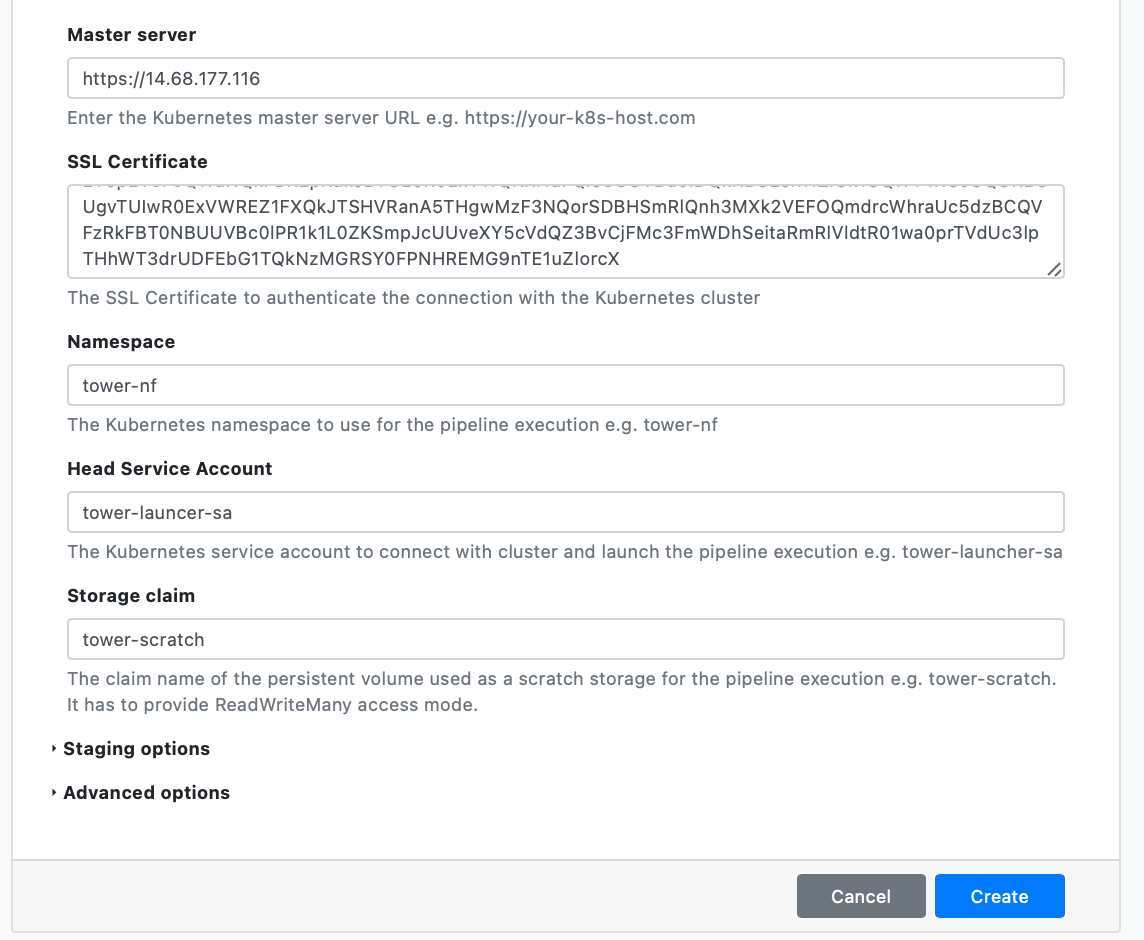 Master server
https://14.68.177.116
Enter the Kubernetes master server URL e.g. https://your-k8s-host.com
SSL Certificate
UgvTUIwR0ExVWREZ1FXQkJTSHVRanA5THgwMzF3NQorSDBHSmRlQnh3MXk2VEFOQmdrcWhraUc5dzBCQV
FzRkFBT0NBUUVBc0lPR1k1L0ZKSmpJcUUveXY5cVdQZ3BvCjFMc3FmWDhSeitaRmRlVldtR01wa0prTVdUc3lp
THhWT3drUDFEbG1TQkNzMGRSY0FPNHREMG9nTE1uZIorcX
The SSL Certificate to authenticate the connection with the Kubernetes cluster
Namespace
tower-nf
The Kubernetes namespace to use for the pipeline execution e.g. tower-nf
Head Service Account
tower-launcer-sa
The Kubernetes service account to connect with cluster and launch the pipeline execution e.g. tower-launcher-sa
Storage claim
tower-scratch
The claim name of the persistent volume used as a scratch storage for the pipeline execution e.g. tower-scratch.
It has to provide ReadWriteMany access mode.
Staging options
Advanced options
Cancel
Create